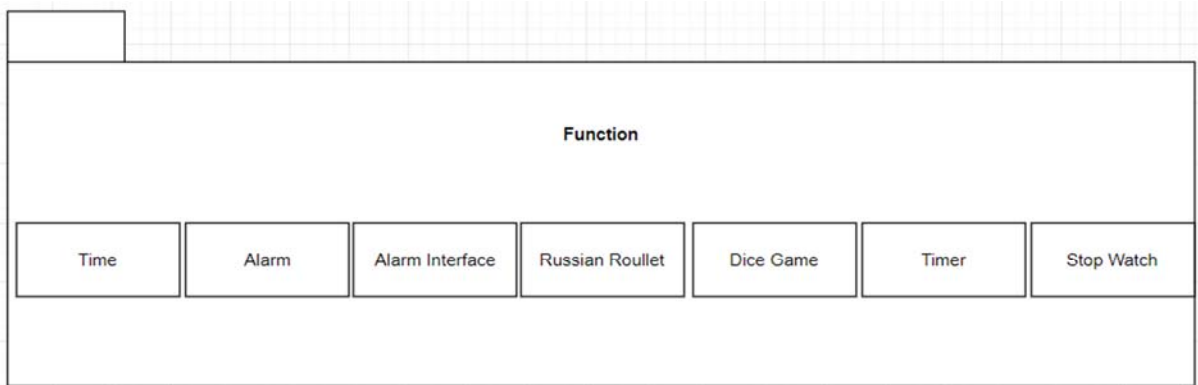 Function
Time
Alarm
Alarm Interface
Russian Roullet
Dice Game
Timer
Stop Watch